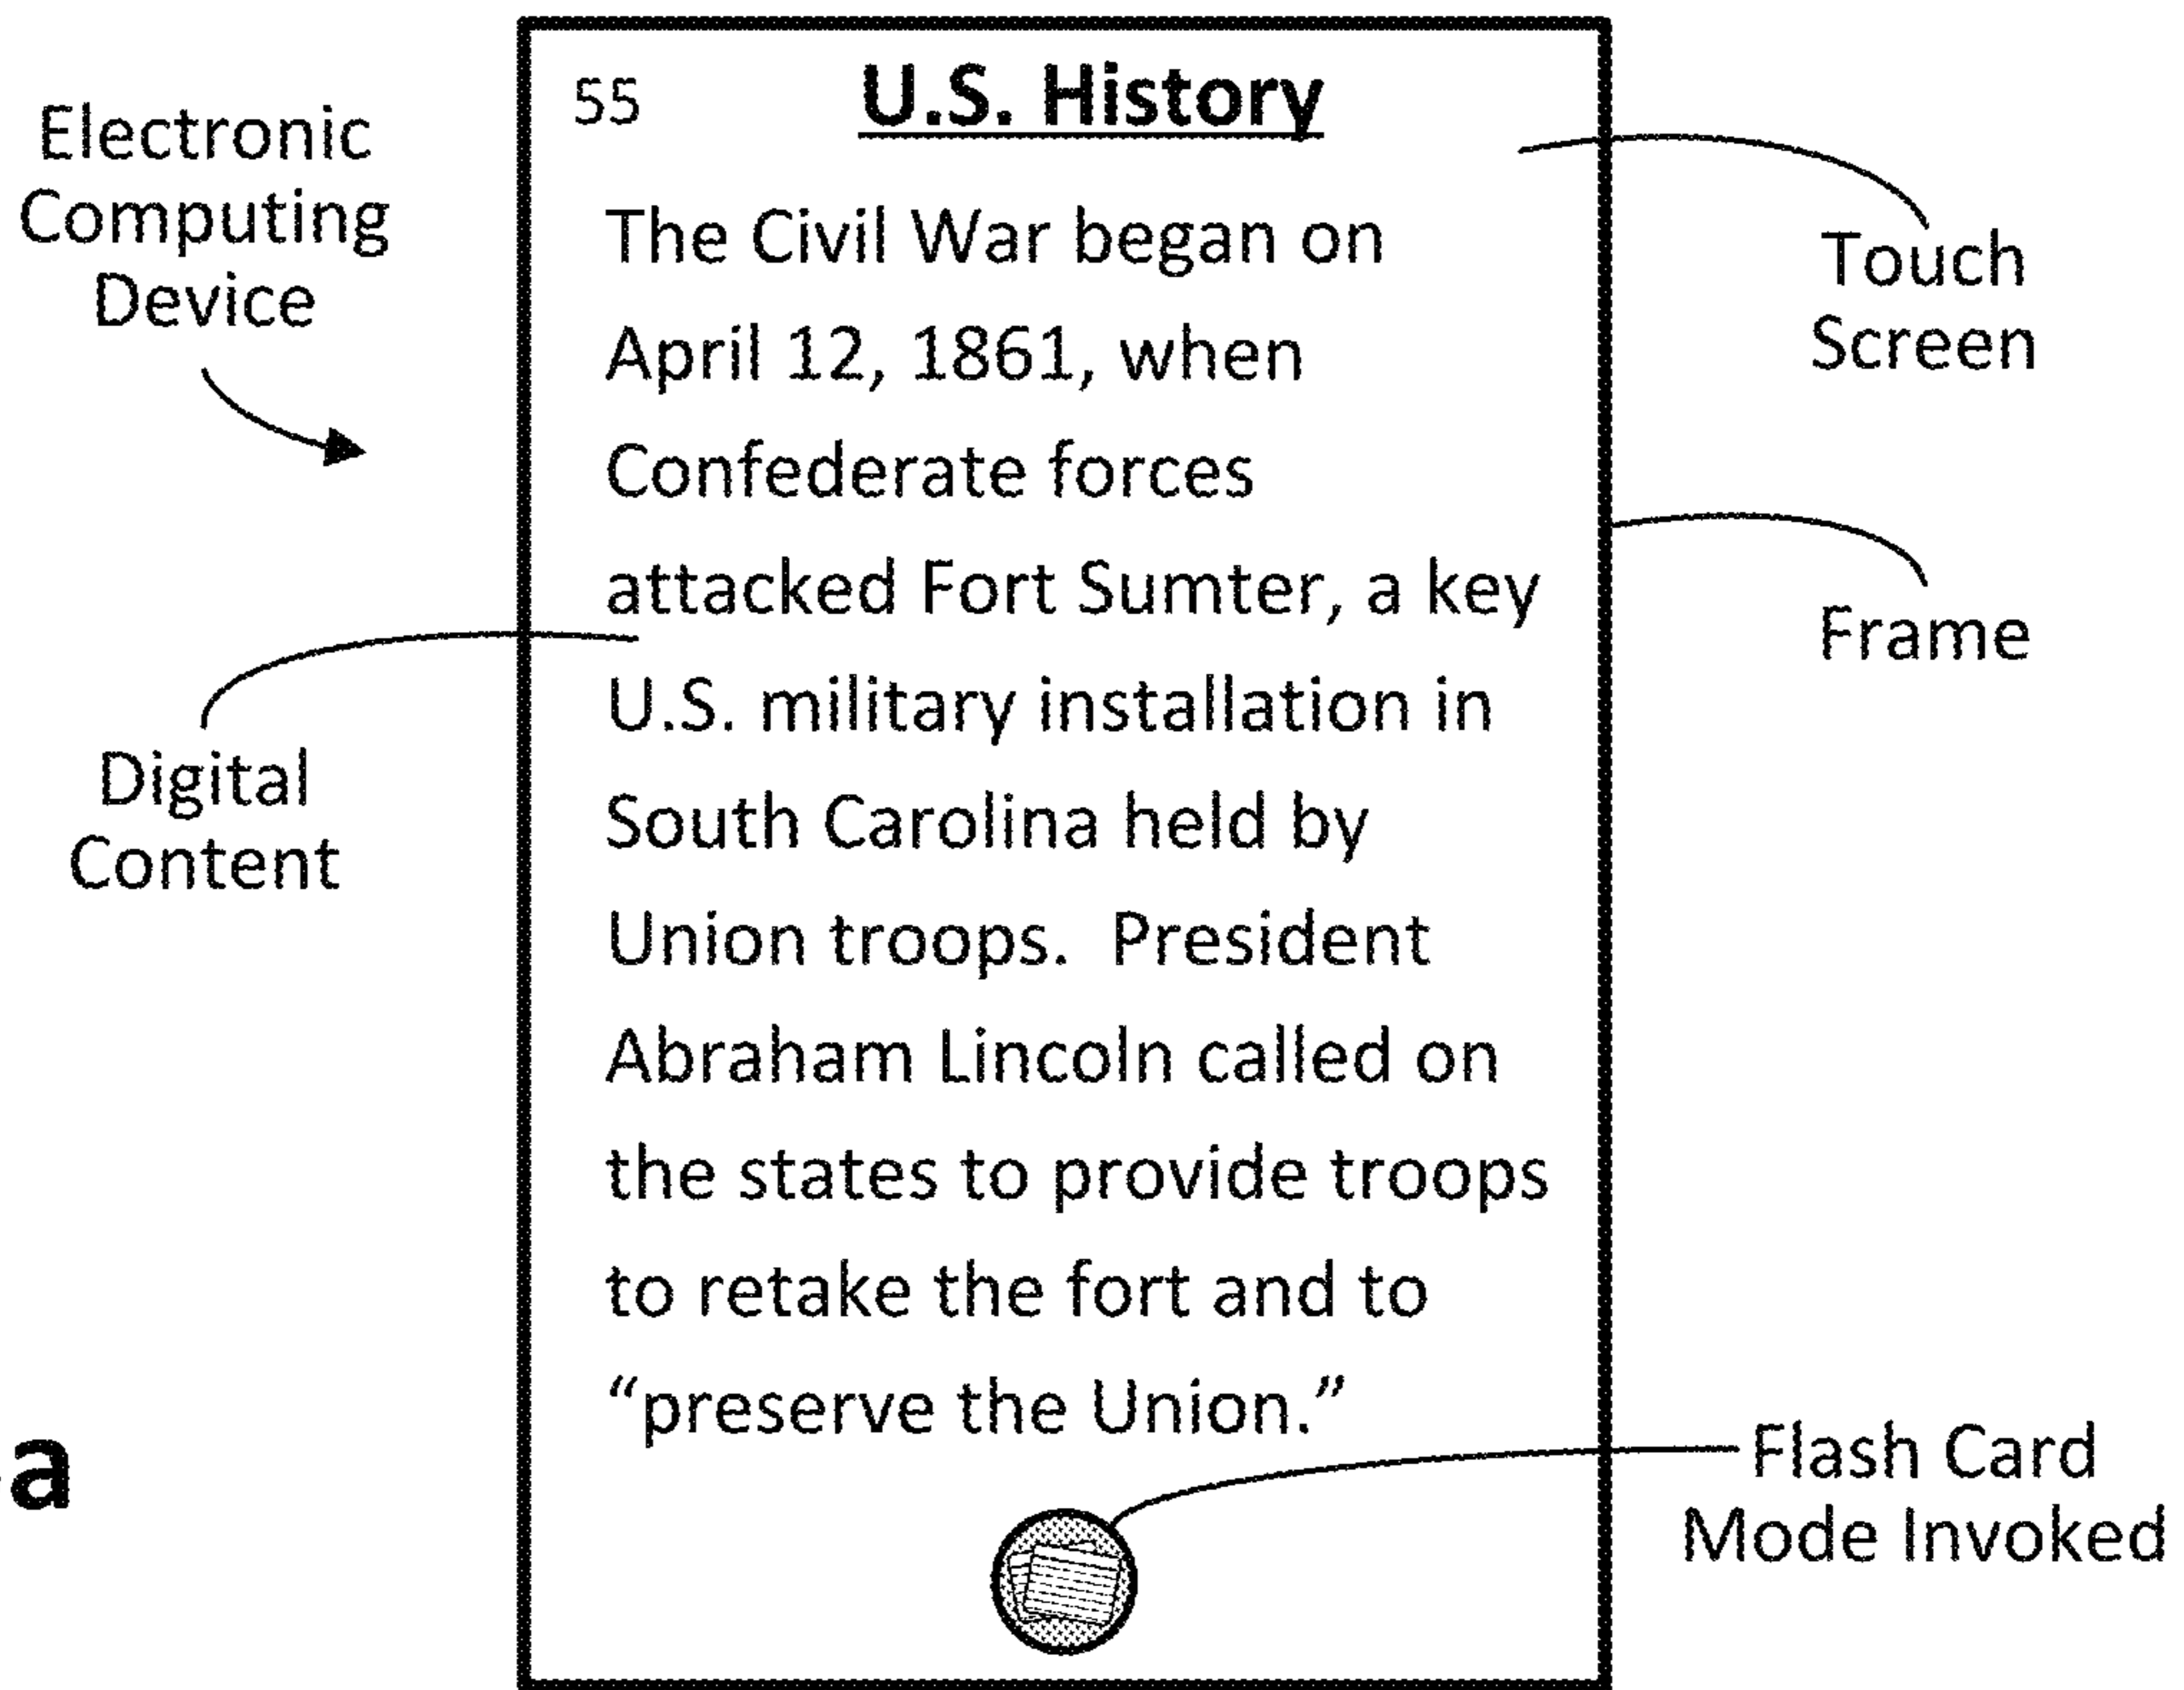 55 U.S. History
Electronic
Computing
Device
The Civil War began on
April 12, 1861, when
Confederate forces
attacked Fort Sumter, a key
U.S. military installation in
South Carolina held by
Union troops.  President
Abraham Lincoln called on
the states to provide troops
to retake the fort and to
“preserve the Union.”
Touch
Screen
Frame
Digital
Content
Flash Card
Mode Invoked
a